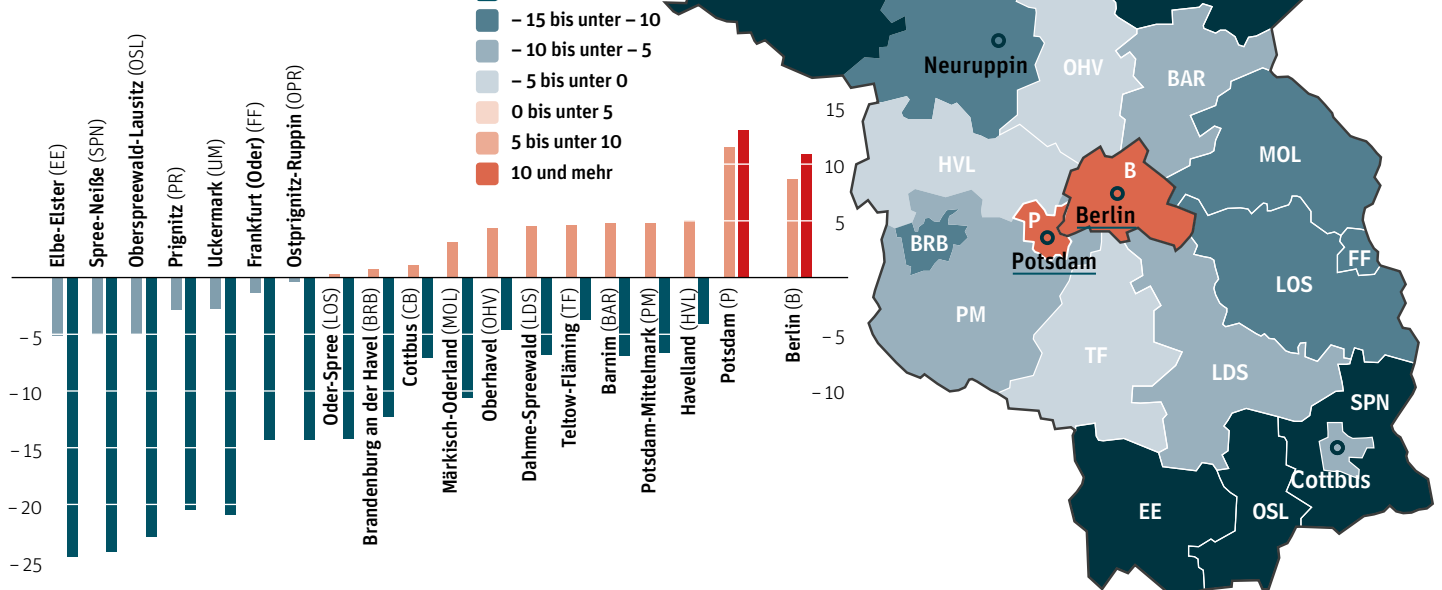 – 15 bis unter – 10
– 10 bis unter – 5
– 5 bis unter 0
0 bis unter 5
5 bis unter 10
10 und mehr
Elbe-Elster (EE)
Spree-Neiße (SPN)
Oberspreewald-Lausitz (OSL)
Prignitz (PR)
Uckermark (UM)
Frankfurt (Oder) (FF)
Ostprignitz-Ruppin (OPR)
Oder-Spree (LOS)
Brandenburg an der Havel (BRB)
Cottbus (CB)
Märkisch-Oderland (MOL)
Oberhavel (OHV)
Dahme-Spreewald (LDS)
Teltow-Fläming (TF)
Barnim (BAR)
Potsdam-Mittelmark (PM)
Havelland (HVL)
Potsdam (P)
Berlin (B)
– 5
– 10
– 15
– 20
– 25
15
10
5
– 5
– 10
Neuruppin
OHV
BAR
MOL
HVL
B
Berlin
P
Potsdam
BRB
FF
LOS
PM
TF
LDS
SPN
Cottbus
EE
OSL